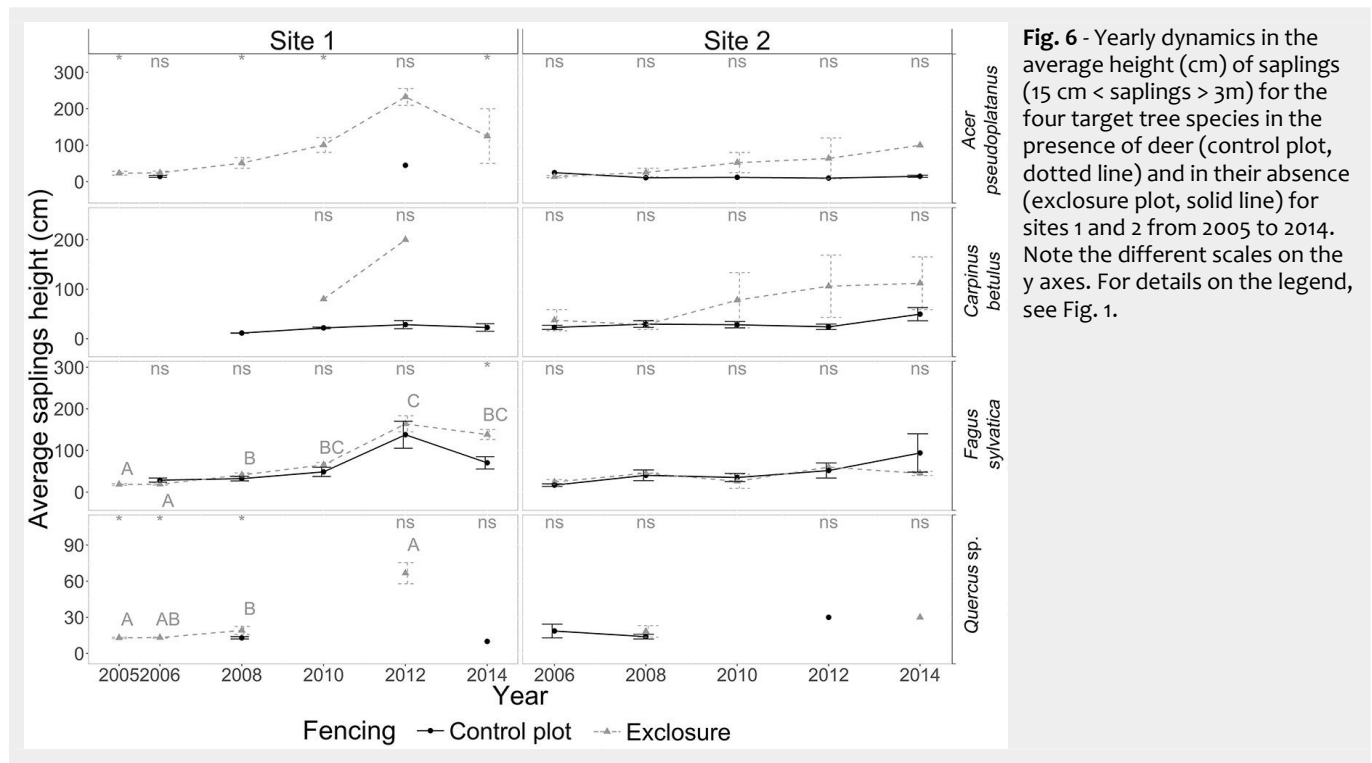 Site 1 Site 2
* ns * * ns * ns ns ns ns ns
300
200
100
0
Acer
pseudoplatanus
ns ns ns ns ns ns ns
200
100
0
Carpinus
betulus
ns ns ns ns * ns ns ns ns ns
300
200
100
0
A A B BC C BC
Fagus
sylvatica
* * * ns ns ns ns ns ns
90
60
30
0
A AB B A
Quercus sp.
Average saplings height (cm)
2005 2006 2008 2010 2012 2014 2006 2008 2010 2012 2014
Year
Fencing Control plot Exclosure
Fig. 6 - Yearly dynamics in the
average height (cm) of saplings
(15 cm < saplings > 3m) for the
four target tree species in the
presence of deer (control plot,
dotted line) and in their absence
(exclosure plot, solid line) for
sites 1 and 2 from 2005 to 2014.
Note the different scales on the
y axes. For details on the legend,
see Fig. 1.